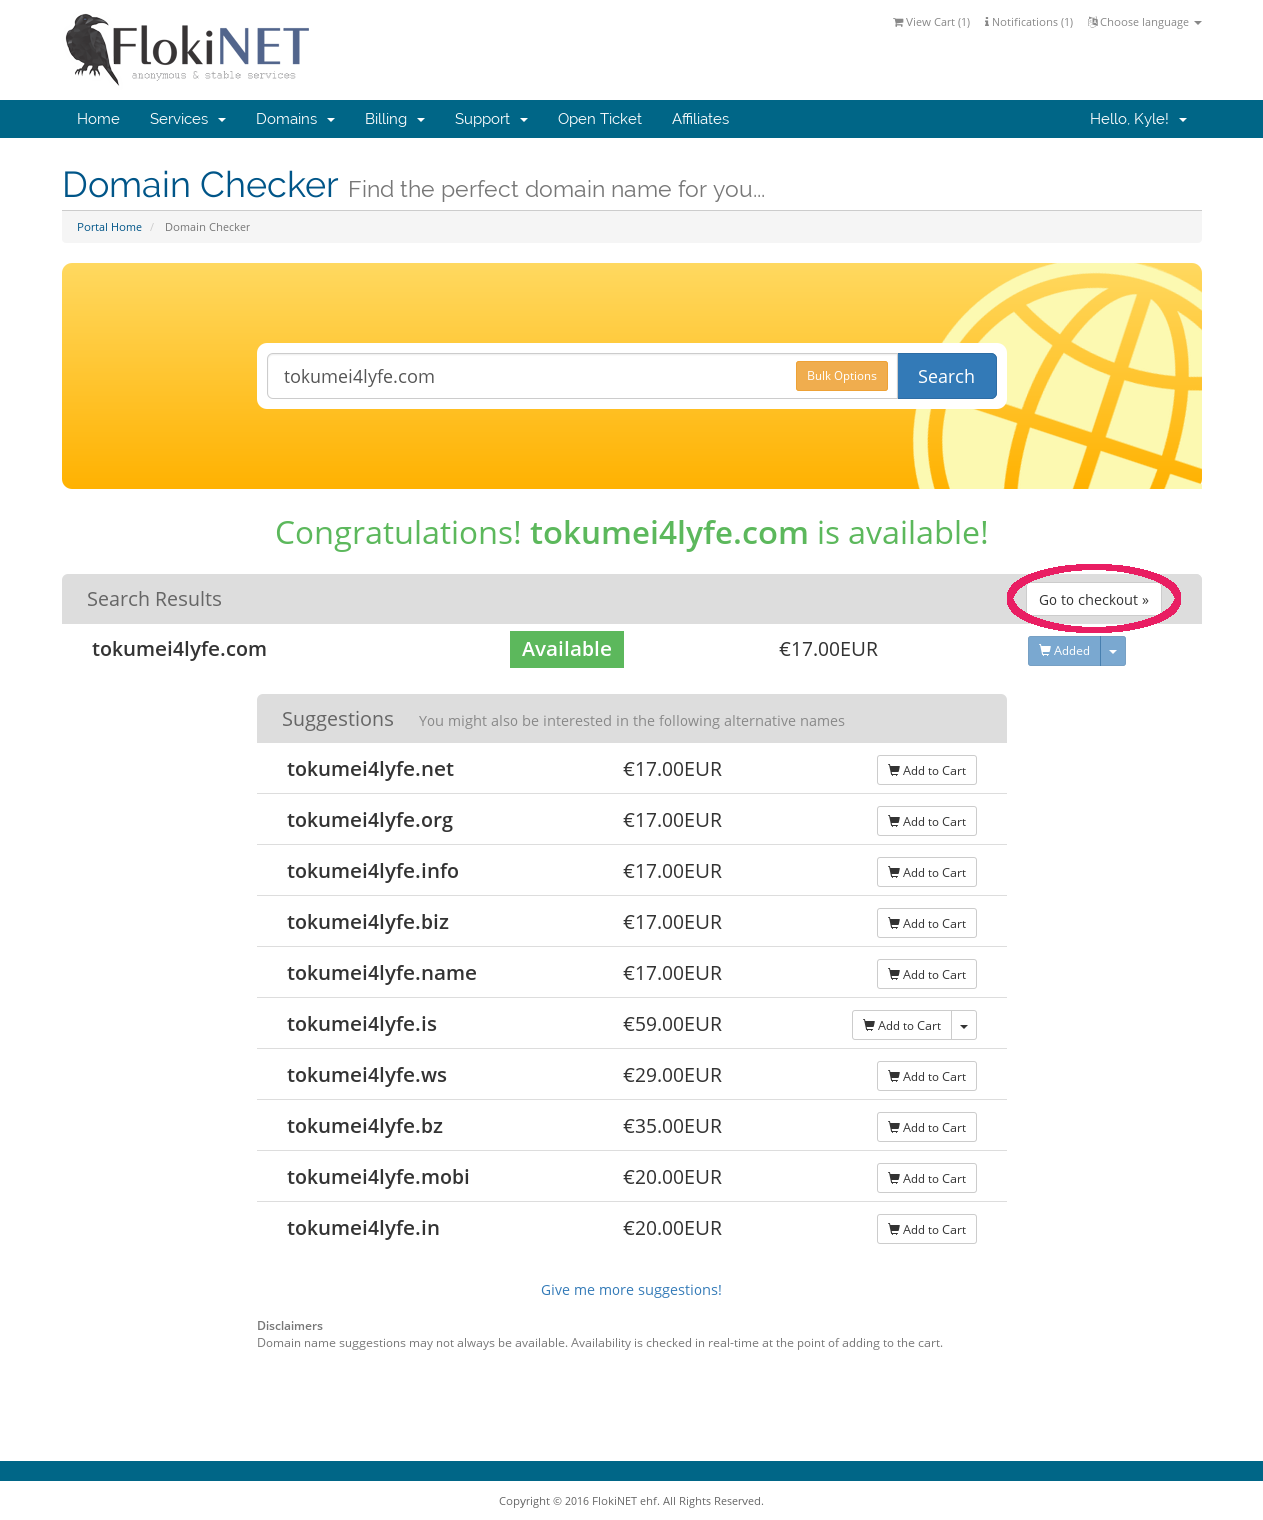 FlokiNET
anonymous & stable services
View Cart (1) Notifications (1) Choose language
Home Services Domains Billing Support Open Ticket Affiliates Hello, Kyle!
Domain Checker Find the perfect domain name for you...
Portal Home / Domain Checker
tokumei4lyfe.com Bulk Options Search
Congratulations! tokumei4lyfe.com is available!
Search Results Go to checkout »
tokumei4lyfe.com Available €17.00EUR Added
Suggestions You might also be interested in the following alternative names
tokumei4lyfe.net €17.00EUR Add to Cart
tokumei4lyfe.org €17.00EUR Add to Cart
tokumei4lyfe.info €17.00EUR Add to Cart
tokumei4lyfe.biz €17.00EUR Add to Cart
tokumei4lyfe.name €17.00EUR Add to Cart
tokumei4lyfe.is €59.00EUR Add to Cart
tokumei4lyfe.ws €29.00EUR Add to Cart
tokumei4lyfe.bz €35.00EUR Add to Cart
tokumei4lyfe.mobi €20.00EUR Add to Cart
tokumei4lyfe.in €20.00EUR Add to Cart
Give me more suggestions!
Disclaimers
Domain name suggestions may not always be available. Availability is checked in real-time at the point of adding to the cart.
Copyright © 2016 FlokiNET ehf. All Rights Reserved.